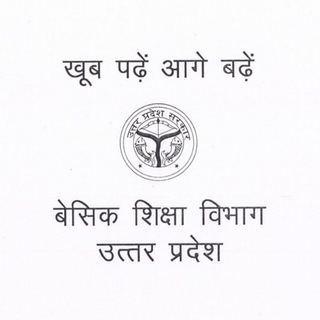 खूब पढ़ें आगे बढ़ें
उत्तर प्रदेश सरकार
बेसिक शिक्षा विभाग
उत्तर प्रदेश